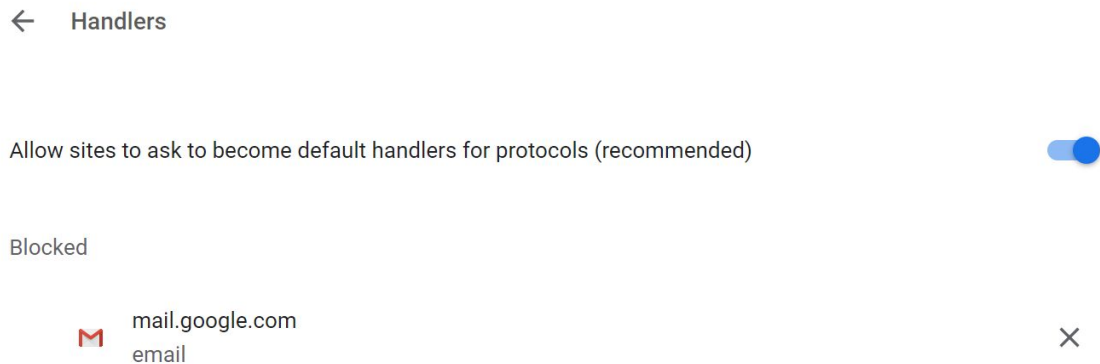 Handlers
Allow sites to ask to become default handlers for protocols (recommended)
Blocked
mail.google.com
email